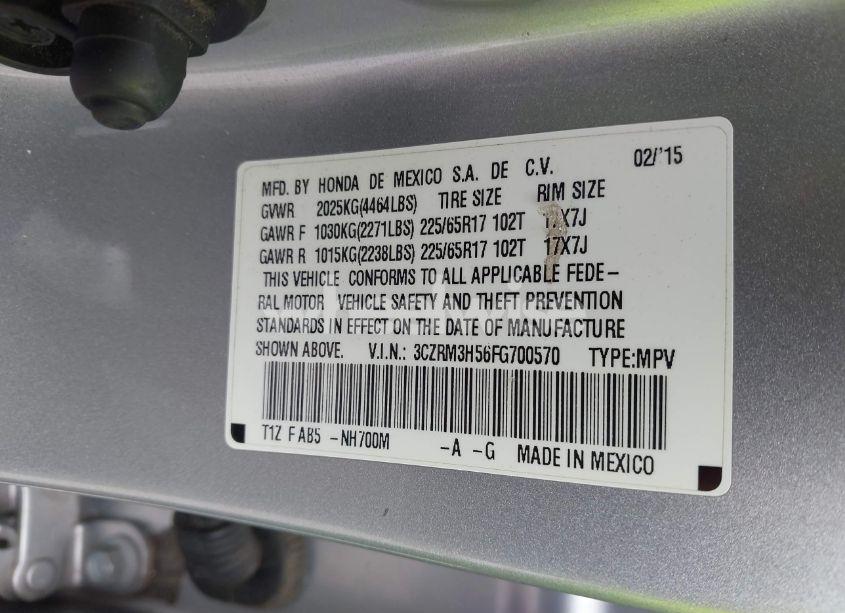 02/'15
MFD. BY HONDA DE MEXICO S.A. DE C.V.
GVWR 2025KG(4464LBS) TIRE SIZE RIM SIZE
GAWR F 1030KG(2271LBS) 225/65R17 102T 17X7J
GAWR R 1015KG(2238LBS) 225/65R17 102T 17X7J
THIS VEHICLE CONFORMS TO ALL APPLICABLE FEDE-
RAL MOTOR VEHICLE SAFETY AND THEFT PREVENTION
STANDARDS IN EFFECT ON THE DATE OF MANUFACTURE
SHOWN ABOVE. V.I.N.: 3CZRM3H56FG700570 TYPE:MPV
T1Z F AB5 -NH700M -A -G MADE IN MEXICO